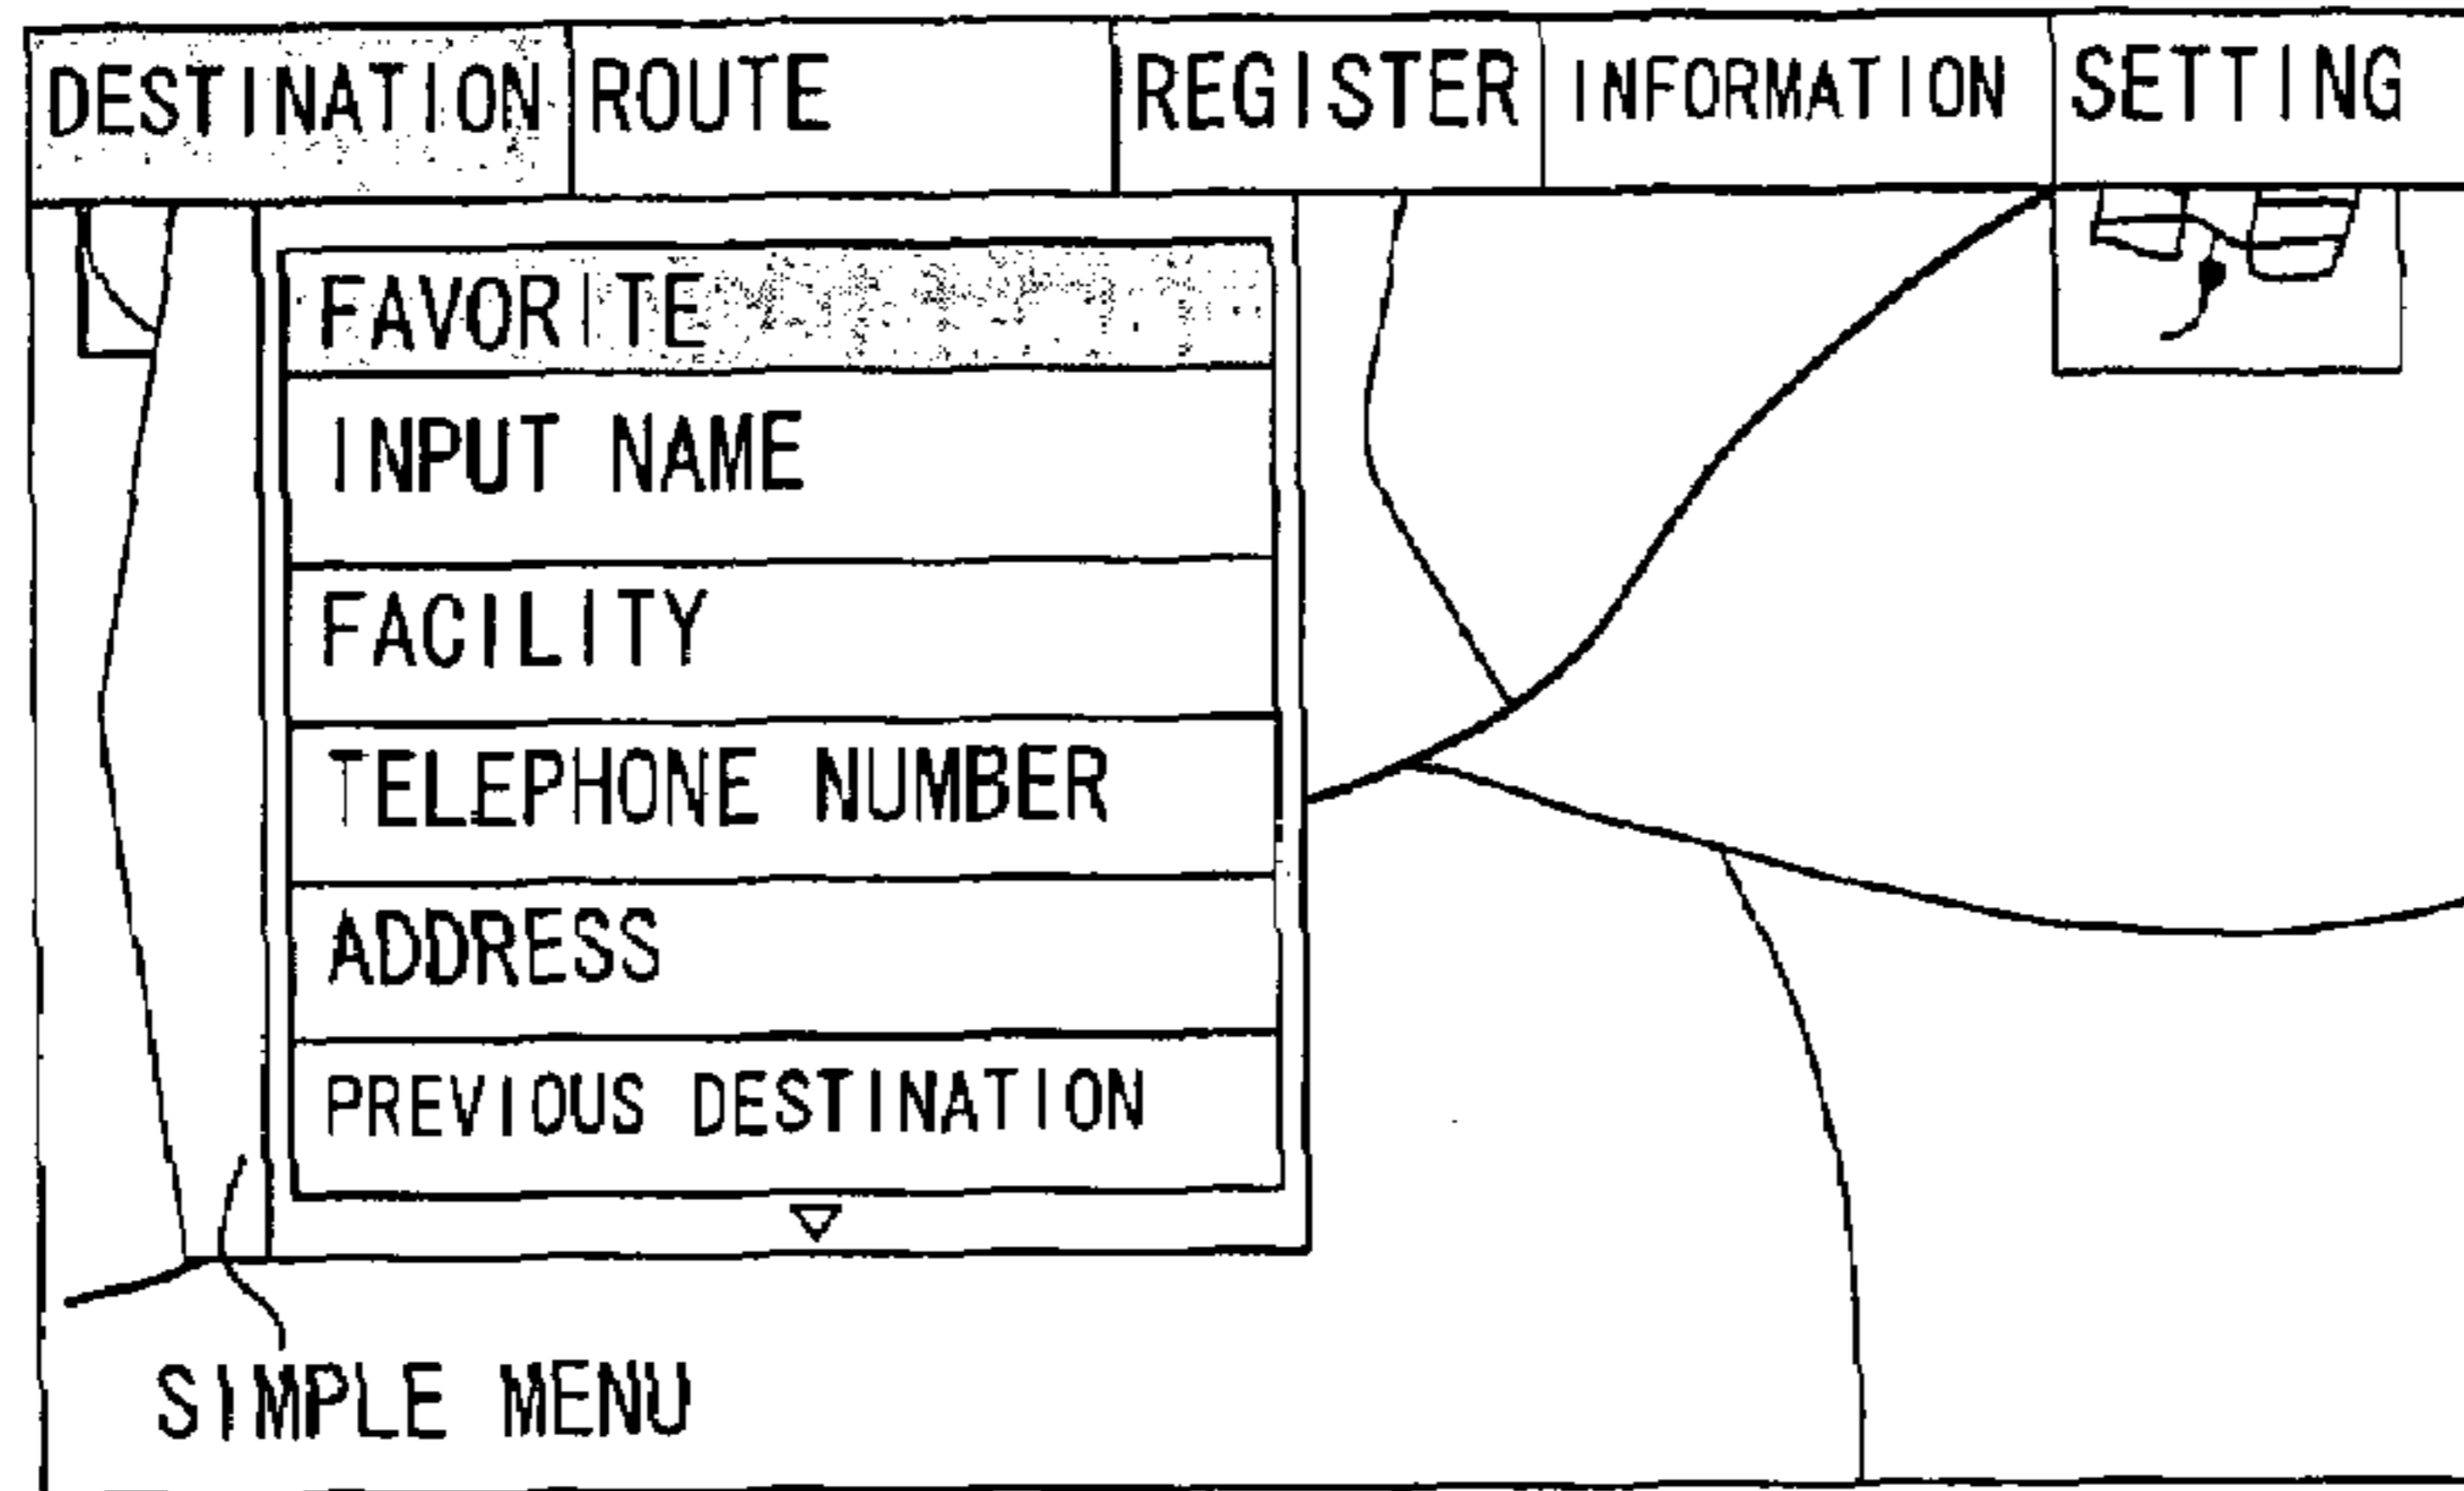 DESTINATION ROUTE REGISTER INFORMATION SETTING
FAVORITE
INPUT NAME
FACILITY
TELEPHONE NUMBER
ADDRESS
PREVIOUS DESTINATION
SIMPLE MENU